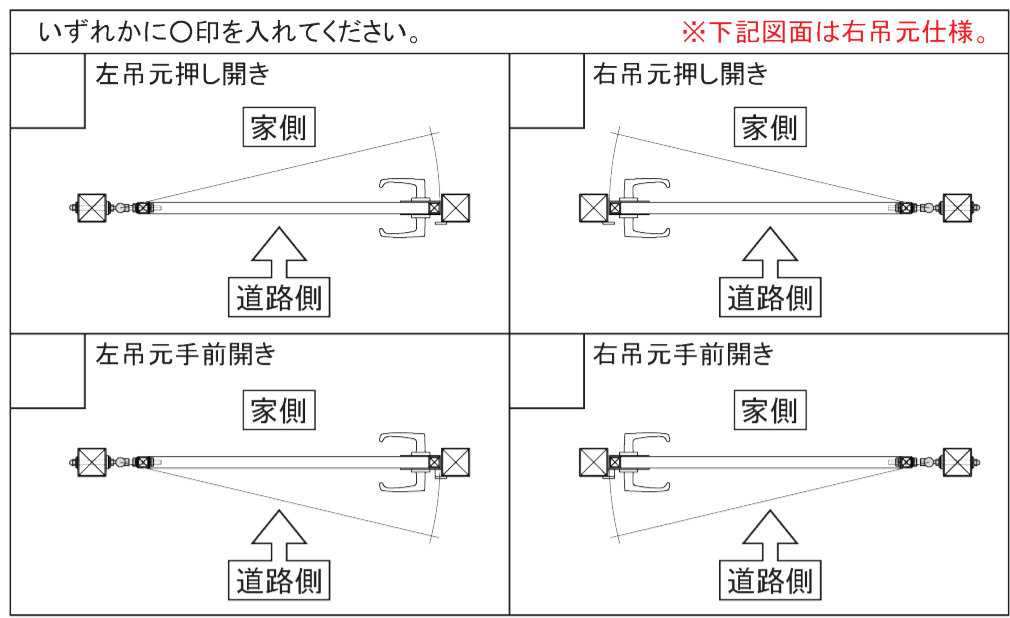 いずれかに〇印を入れてください。
※下記図面は右吊元仕様。
左吊元押し開き
家側
道路側
右吊元押し開き
家側
道路側
左吊元手前開き
家側
道路側
右吊元手前開き
家側
道路側